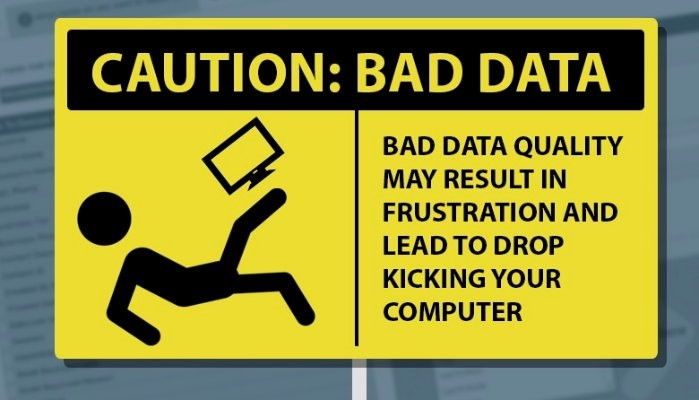 CAUTION: BAD DATA
BAD DATA QUALITY
MAY RESULT IN
FRUSTRATION AND
LEAD TO DROP
KICKING YOUR
COMPUTER